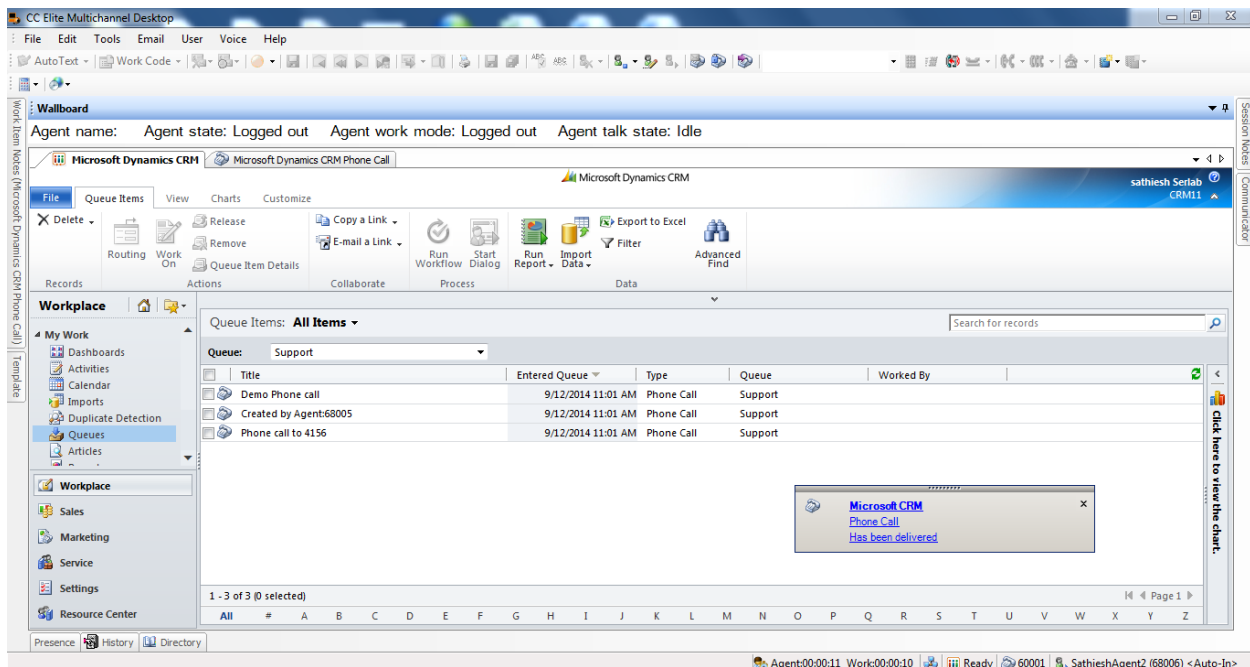 CC Elite Multichannel Desktop
File Edit Tools Email User Voice Help
AutoText Work Code
Wallboard
Agent name: Agent state: Logged out Agent work mode: Logged out Agent talk state: Idle
Microsoft Dynamics CRM Microsoft Dynamics CRM Phone Call
Microsoft Dynamics CRM
sathiesh Serlab
CRM11
File Queue Items View Charts Customize
Delete
Routing
Work On
Release
Remove
Queue Item Details
Copy a Link
E-mail a Link
Run Workflow
Start Dialog
Run Report
Import Data
Export to Excel
Filter
Advanced Find
Records Actions Collaborate Process Data
Workplace
My Work
Dashboards
Activities
Calendar
Imports
Duplicate Detection
Queues
Articles
Workplace
Sales
Marketing
Service
Settings
Resource Center
Queue Items: All Items
Search for records
Queue: Support
Title Entered Queue Type Queue Worked By
Demo Phone call 9/12/2014 11:01 AM Phone Call Support
Created by Agent:68005 9/12/2014 11:01 AM Phone Call Support
Phone call to 4156 9/12/2014 11:01 AM Phone Call Support
Microsoft CRM
Phone Call
Has been delivered
x
1 - 3 of 3 (0 selected)
Page 1
All # A B C D E F G H I J K L M N O P Q R S T U V W X Y Z
Click here to view the chart.
Work Item Notes (Microsoft Dynamics CRM Phone Call)
Template
Session Notes
Communicator
Presence History Directory
Agent:00:00:11 Work:00:00:10 Ready 60001 SathieshAgent2 (68006) <Auto-In>